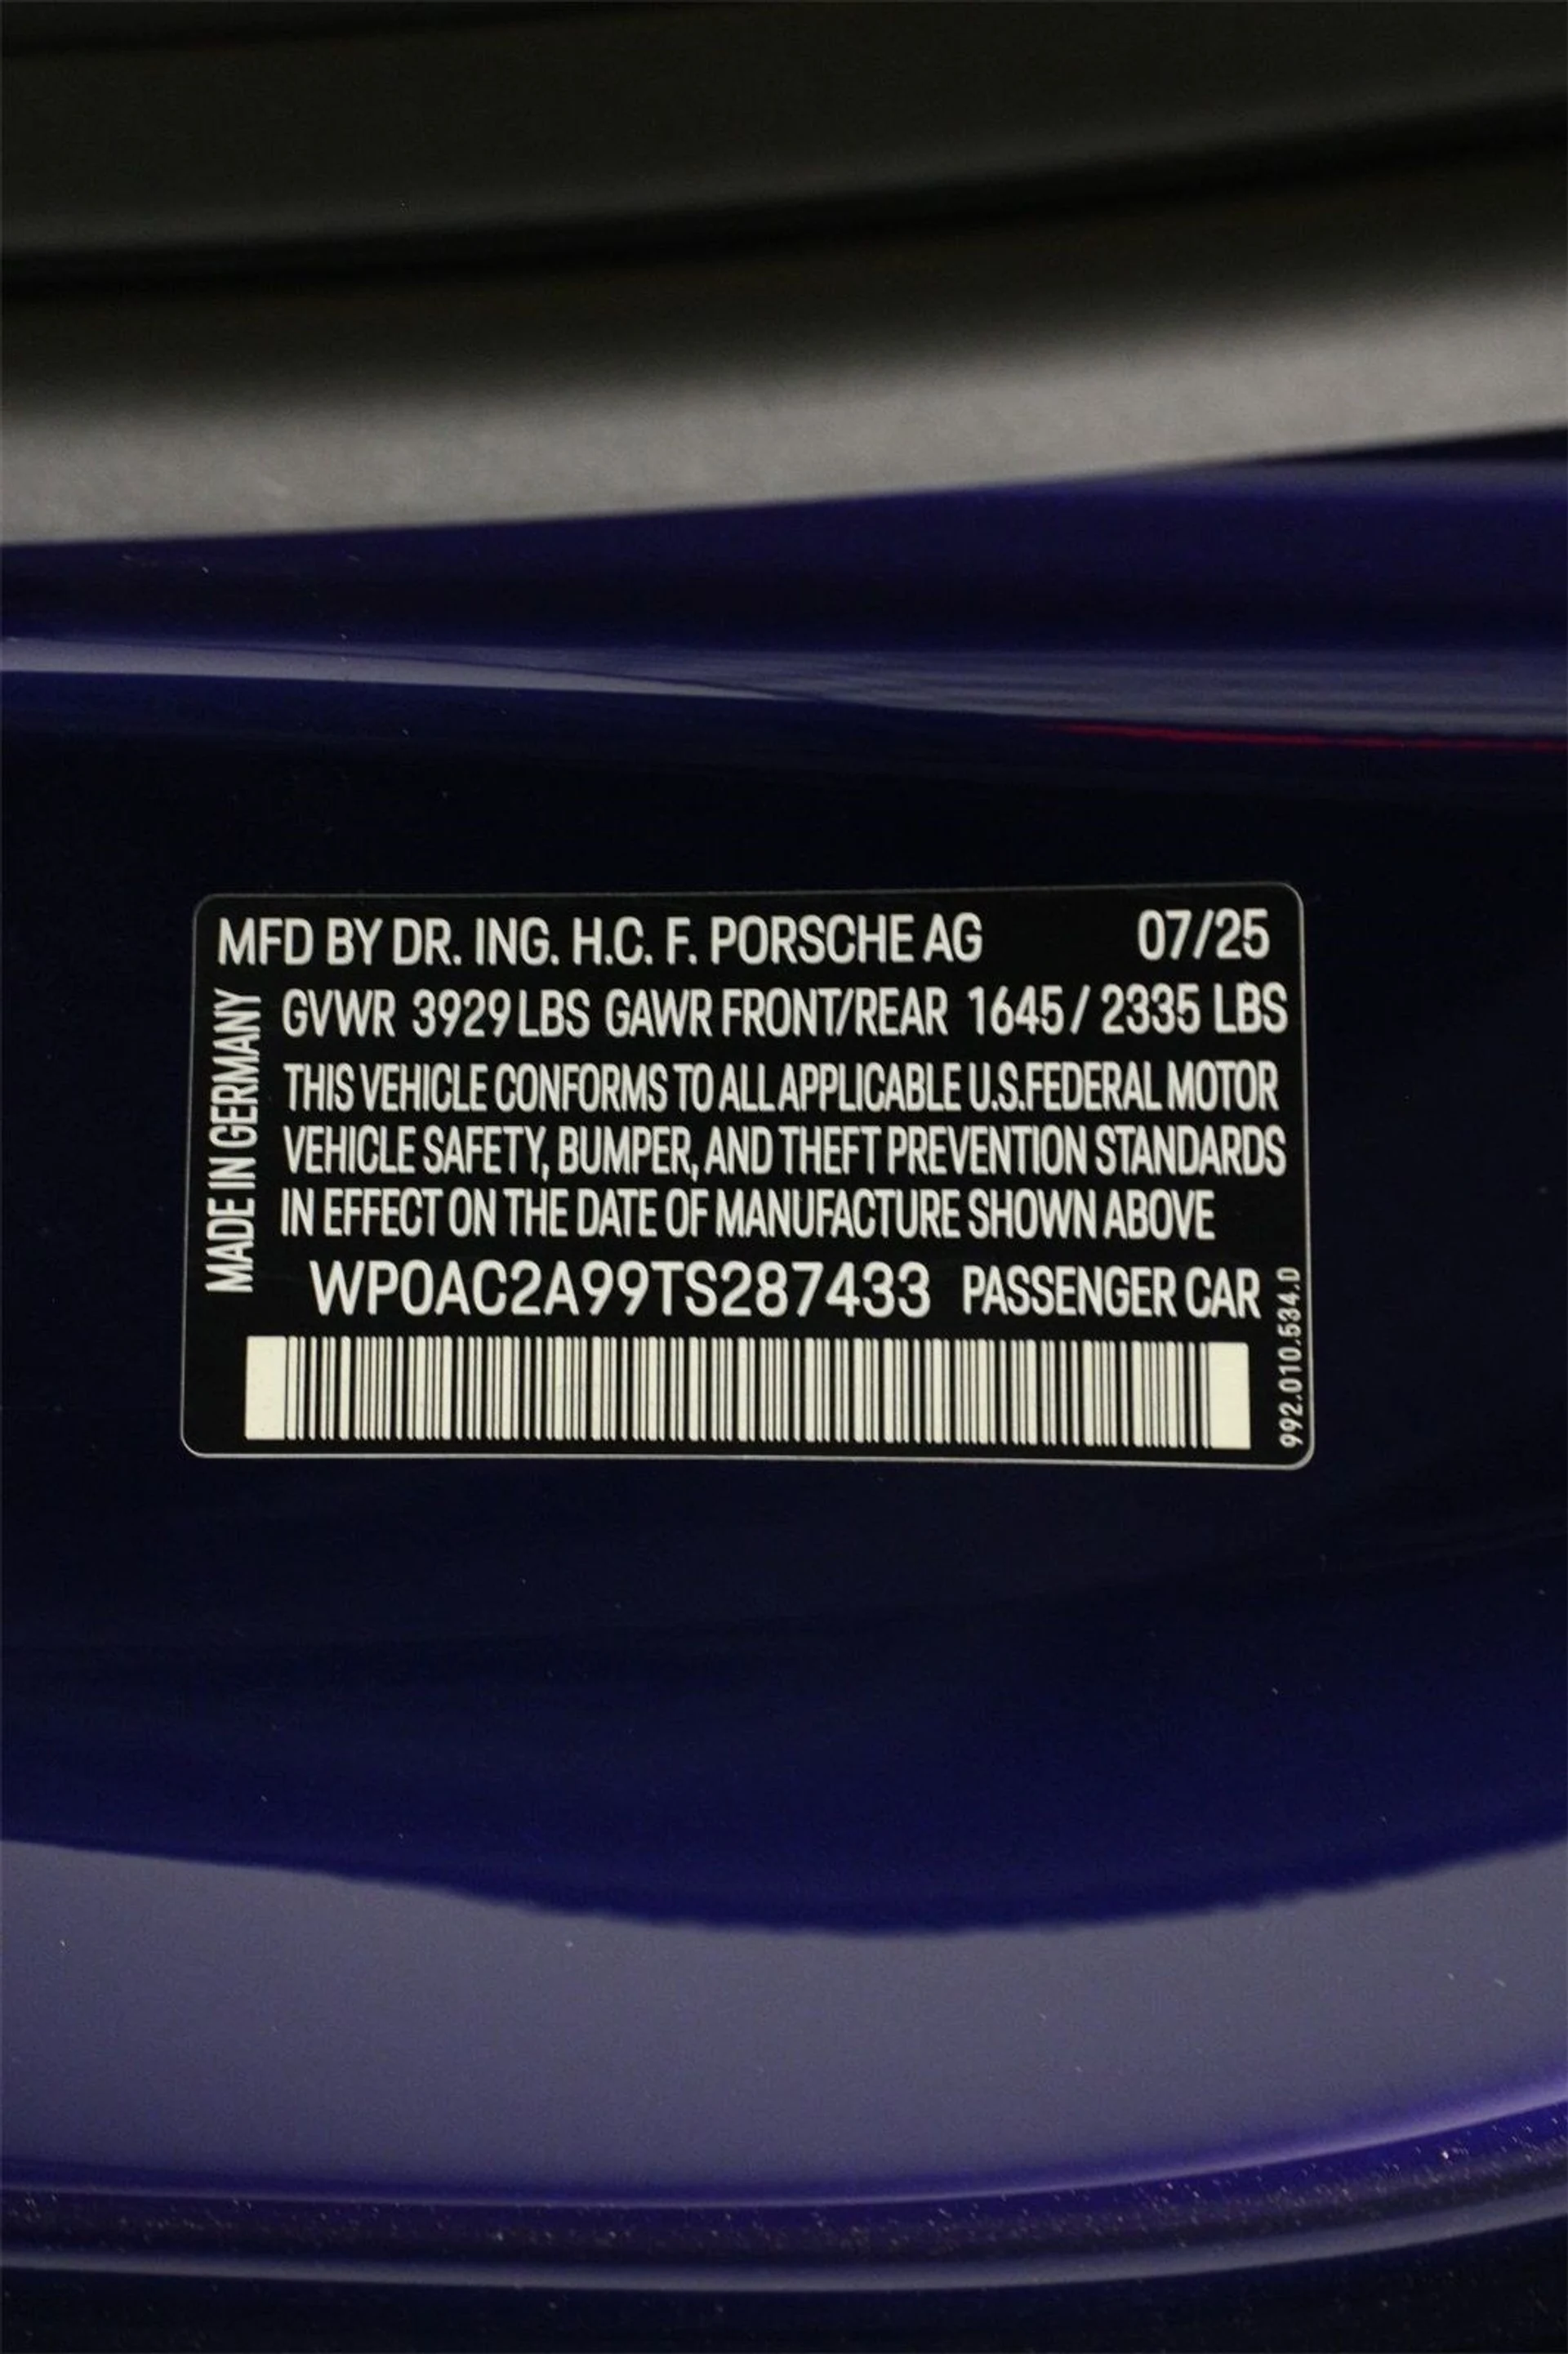 MFD BY DR. ING. H.C. F. PORSCHE AG 07/25
MADE IN GERMANY
GVWR 3929 LBS GAWR FRONT/REAR 1645 / 2335 LBS
THIS VEHICLE CONFORMS TO ALL APPLICABLE U.S.FEDERAL MOTOR
VEHICLE SAFETY, BUMPER, AND THEFT PREVENTION STANDARDS
IN EFFECT ON THE DATE OF MANUFACTURE SHOWN ABOVE
WP0AC2A99TS287433 PASSENGER CAR
992.010.534.D